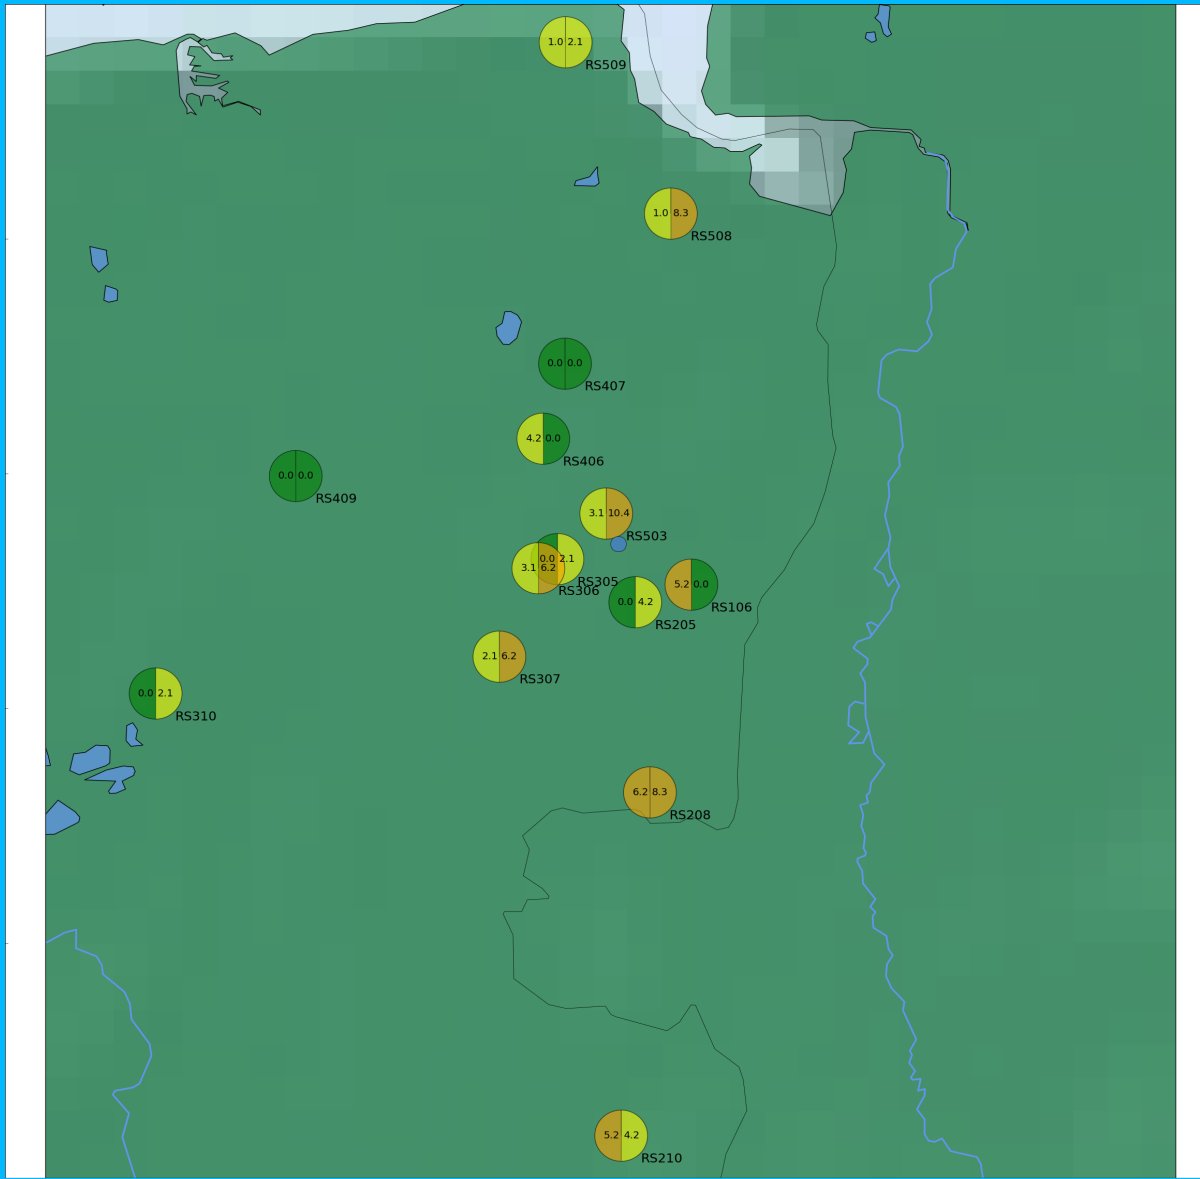 1.0 2.1
RS509
1.0 8.3
RS508
0.0 0.0
RS407
4.2 0.0
RS406
0.0 0.0
RS409
3.1 10.4
RS503
0.0 2.1
RS305
3.1 6.2
RS306
5.2 0.0
RS106
0.0 4.2
RS205
2.1 6.2
RS307
0.0 2.1
RS310
6.2 8.3
RS208
5.2 4.2
RS210